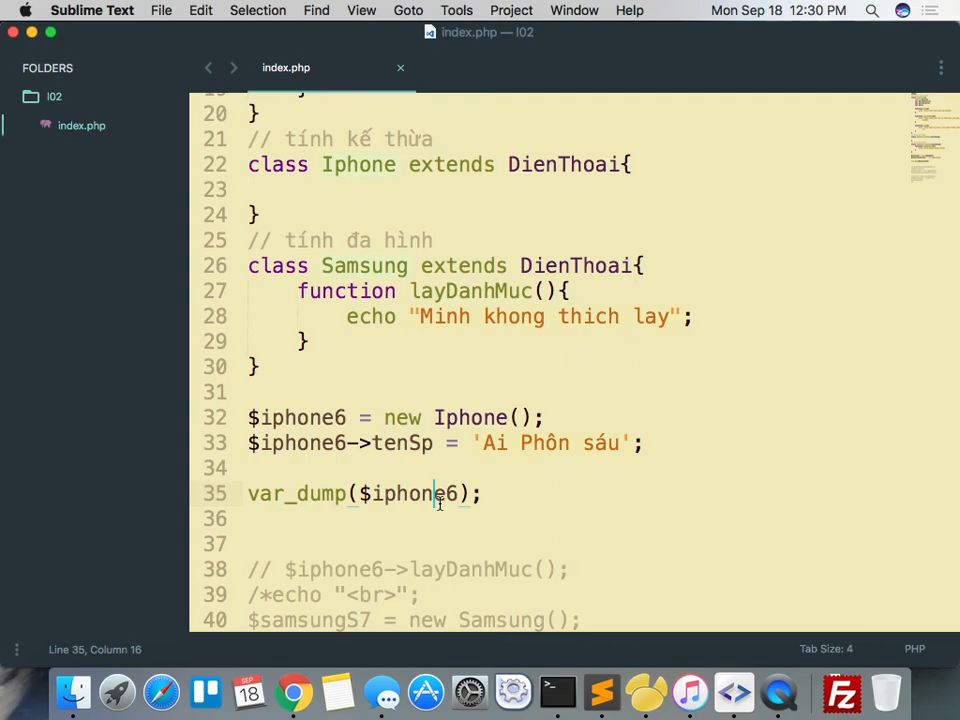 Sublime Text File Edit Selection Find View Goto Tools Project Window Help Mon Sep 18 12:30 PM
index.php — l02
FOLDERS
l02
index.php
index.php ×
20 }
21 // tính kế thừa
22 class Iphone extends DienThoai{
23
24 }
25 // tính đa hình
26 class Samsung extends DienThoai{
27 function layDanhMuc(){
28 echo "Minh khong thich lay";
29 }
30 }
31
32 $iphone6 = new Iphone();
33 $iphone6->tenSp = 'Ai Phôn sáu';
34
35 var_dump($iphone6);
36
37
38 // $iphone6->layDanhMuc();
39 /*echo "<br>";
40 $samsungS7 = new Samsung();
Line 35, Column 16 Tab Size: 4 PHP
SEP
18
Fz